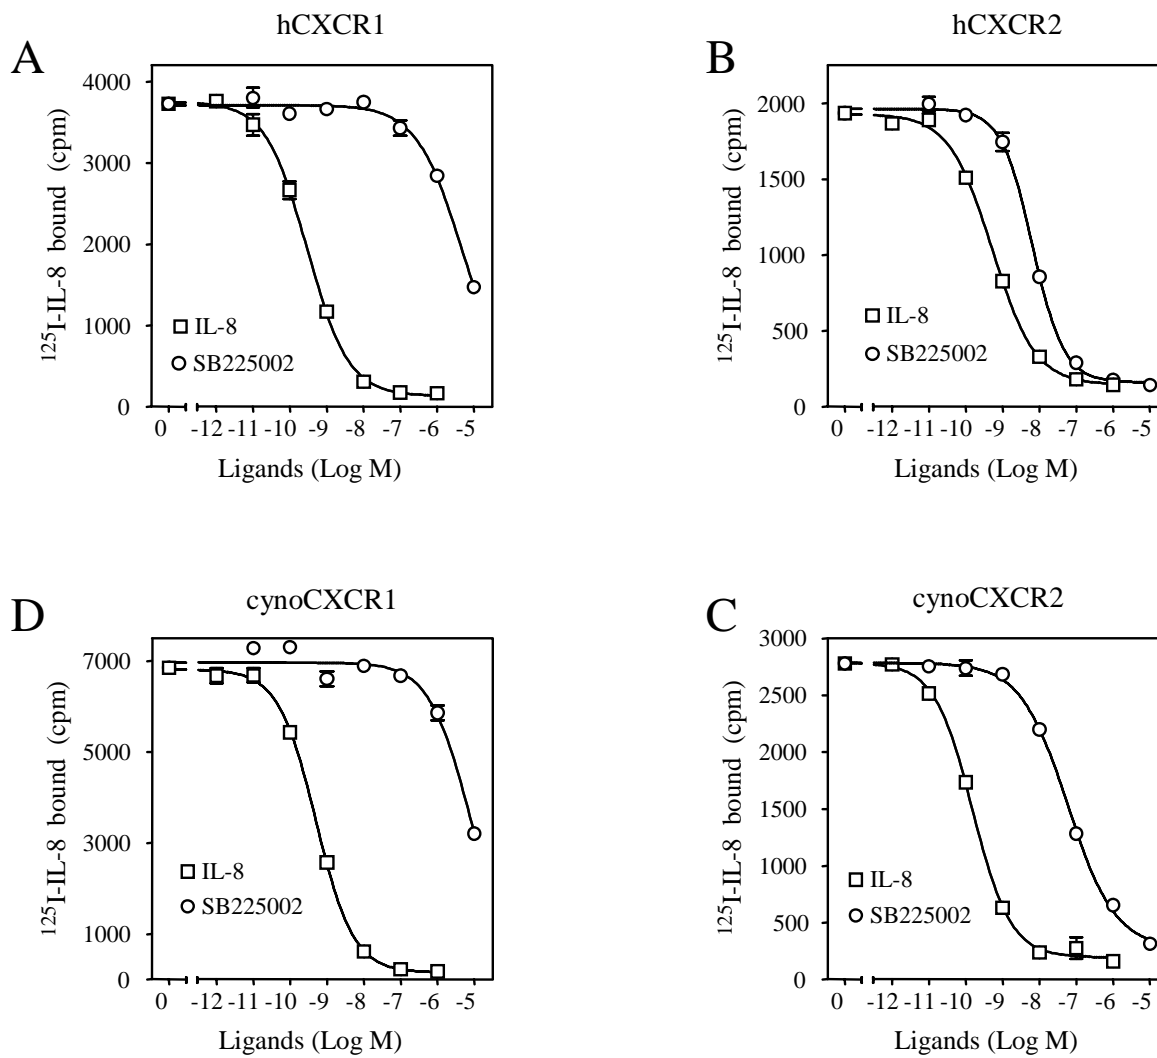 hCXCR1
A
4000
3000
2000
1000
0
¹²⁵I-IL-8 bound (cpm)
IL-8
SB225002
0 -12 -11 -10 -9 -8 -7 -6 -5
Ligands (Log M)
hCXCR2
B
2000
1500
1000
500
0
¹²⁵I-IL-8 bound (cpm)
IL-8
SB225002
0 -12 -11 -10 -9 -8 -7 -6 -5
Ligands (Log M)
cynoCXCR1
D
7000
5000
3000
1000
0
¹²⁵I-IL-8 bound (cpm)
IL-8
SB225002
0 -12 -11 -10 -9 -8 -7 -6 -5
Ligands (Log M)
cynoCXCR2
C
3000
2500
2000
1500
1000
500
0
¹²⁵I-IL-8 bound (cpm)
IL-8
SB225002
0 -12 -11 -10 -9 -8 -7 -6 -5
Ligands (Log M)